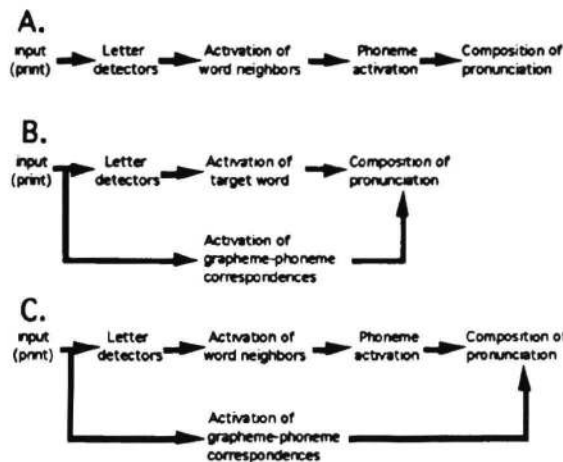 A.
input Letter Activation of Phoneme Composition of
(print) detectors word neighbors activation pronunciation
B.
input Letter Activation of Composition of
(print) detectors target word pronunciation
Activation of
grapheme-phoneme
correspondences
C.
input Letter Activation of Phoneme Composition of
(print) detectors word neighbors activation pronunciation
Activation of
grapheme-phoneme
correspondences